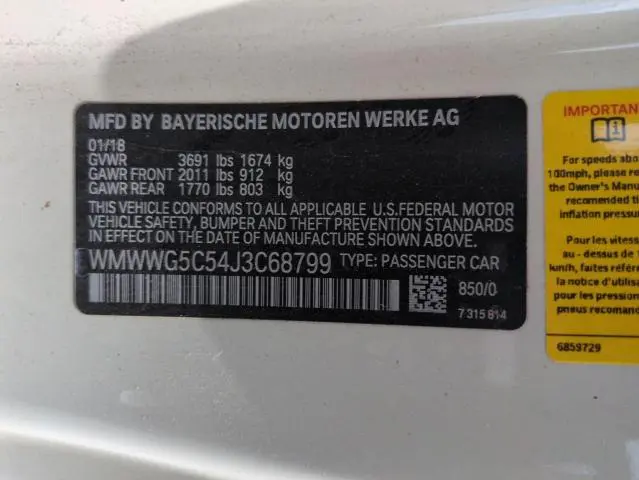 MFD BY BAYERISCHE MOTOREN WERKE AG
01/18
GVWR 3691 lbs 1674 kg
GAWR FRONT 2011 lbs 912 kg
GAWR REAR 1770 lbs 803 kg
THIS VEHICLE CONFORMS TO ALL APPLICABLE U.S.FEDERAL MOTOR
VEHICLE SAFETY, BUMPER AND THEFT PREVENTION STANDARDS
IN EFFECT ON THE DATE OF MANUFACTURE SHOWN ABOVE.
WMWWG5C54J3C68799 TYPE: PASSENGER CAR
850/0
7 315 814
IMPORTAN
For speeds abo
100mph, please re
the Owner's Manu
recommended ti
inflation pressu
Pour les vitess
au - dessus de 1
km/h, faites référe
la notice d'utilisat
pour les pression
pneus recomand
6859729